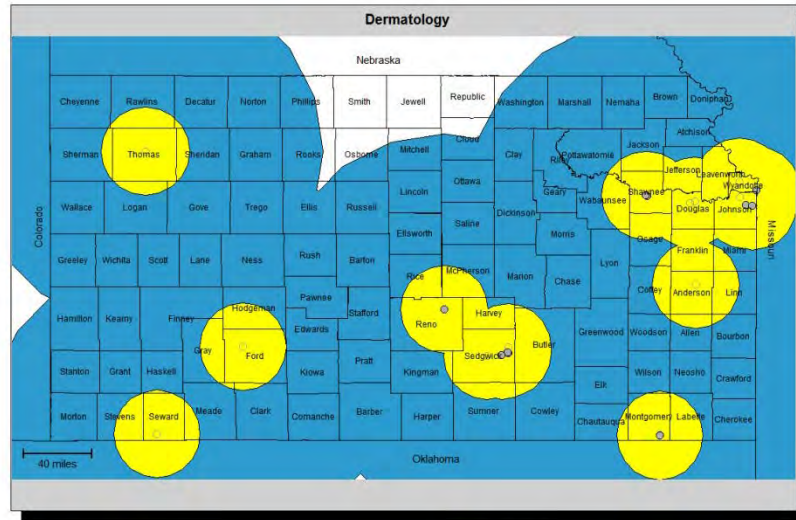 Dermatology
Nebraska
Cheyenne Rawlins Decatur Norton Phillips Smith Jewell Republic Washington Marshall Nemaha Brown Doniphan
Atchison
Sherman Thomas Sheridan Graham Rooks Osborne Mitchell Cloud Clay Riley Pottawatomie Jackson Jefferson Leavenworth Wyandotte
Wallace Logan Gove Trego Ellis Russell Lincoln Ottawa Dickinson Geary Wabaunsee Shawnee Douglas Johnson
Colorado
Saline Morris Osage Missouri
Greeley Wichita Scott Lane Ness Rush Barton Ellsworth Rice McPherson Marion Chase Lyon Franklin Miami
Hamilton Kearny Finney Hodgeman Pawnee Stafford Reno Harvey Coffey Anderson Linn
Gray Ford Edwards Sedgwick Butler Greenwood Woodson Allen Bourbon
Stanton Grant Haskell Kiowa Pratt Kingman Elk Wilson Neosho Crawford
Morton Stevens Seward Meade Clark Comanche Barber Harper Sumner Cowley Chautauqua Montgomery Labette Cherokee
40 miles
Oklahoma